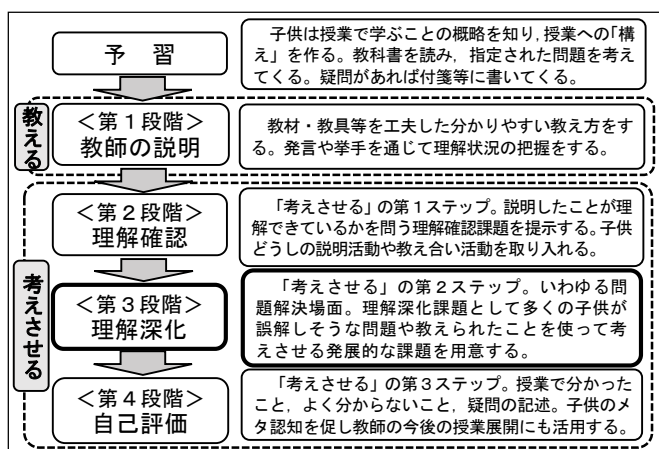 予　習
子供は授業で学ぶことの概略を知り，授業への「構
え」を作る。教科書を読み，指定された問題を考え
てくる。疑問があれば付箋等に書いてくる。
教える
＜第１段階＞
教師の説明
教材・教具等を工夫した分かりやすい教え方をす
る。発言や挙手を通じて理解状況の把握をする。
考えさせる
＜第２段階＞
理解確認
「考えさせる」の第１ステップ。説明したことが理
解できているかを問う理解確認課題を提示する。子供
どうしの説明活動や教え合い活動を取り入れる。
＜第３段階＞
理解深化
「考えさせる」の第２ステップ。いわゆる問
題解決場面。理解深化課題として多くの子供が
誤解しそうな問題や教えられたことを使って考
えさせる発展的な課題を用意する。
＜第４段階＞
自己評価
「考えさせる」の第３ステップ。授業で分かった
こと，よく分からないこと，疑問の記述。子供のメ
タ認知を促し教師の今後の授業展開にも活用する。